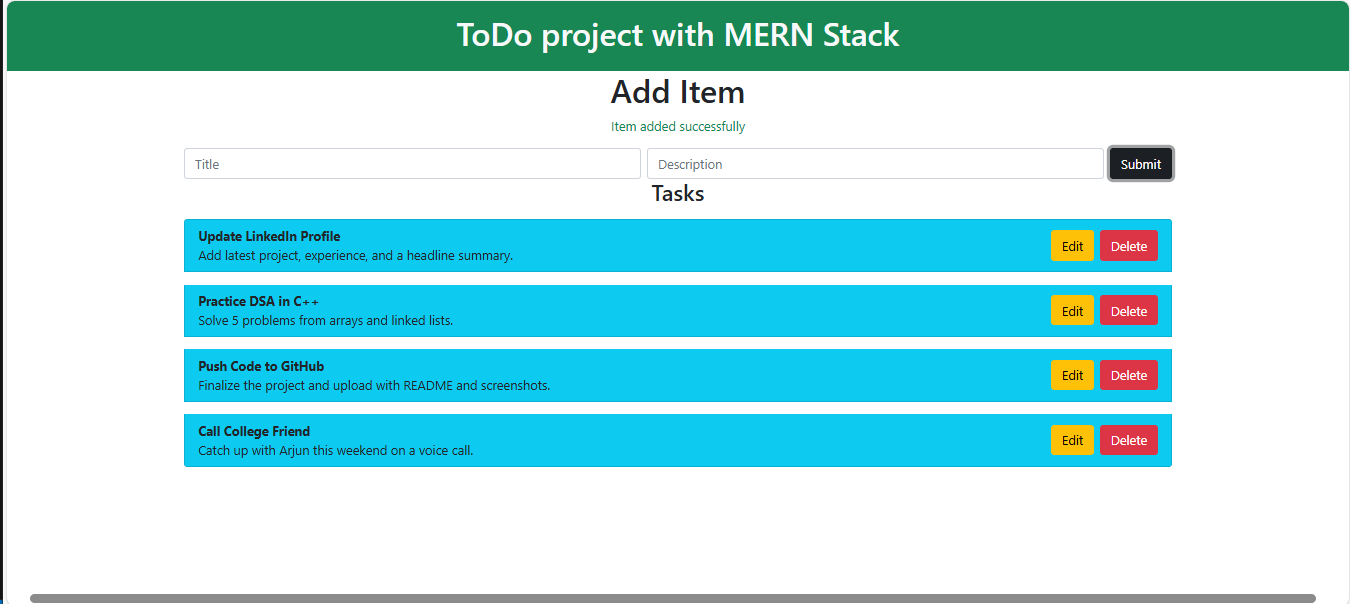 ToDo project with MERN Stack
Add Item
Item added successfully
Title Description Submit
Tasks
Update LinkedIn Profile
Add latest project, experience, and a headline summary.
Edit Delete
Practice DSA in C++
Solve 5 problems from arrays and linked lists.
Edit Delete
Push Code to GitHub
Finalize the project and upload with README and screenshots.
Edit Delete
Call College Friend
Catch up with Arjun this weekend on a voice call.
Edit Delete